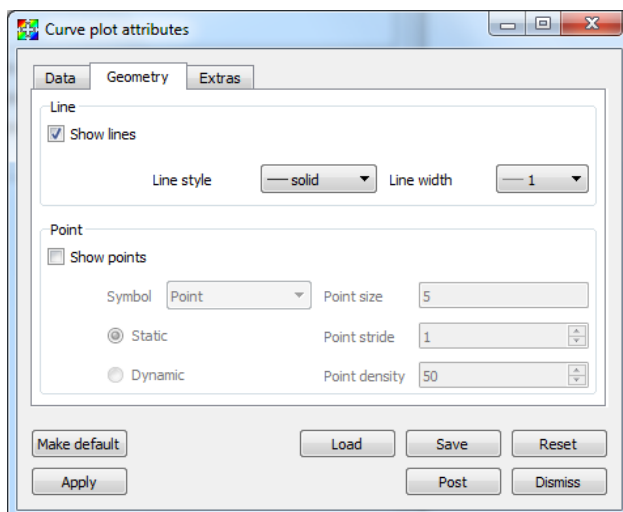 Curve plot attributes
Data Geometry Extras
Line
Show lines
Line style solid Line width 1
Point
Show points
Symbol Point Point size 5
Static Point stride 1
Dynamic Point density 50
Make default Load Save Reset
Apply Post Dismiss